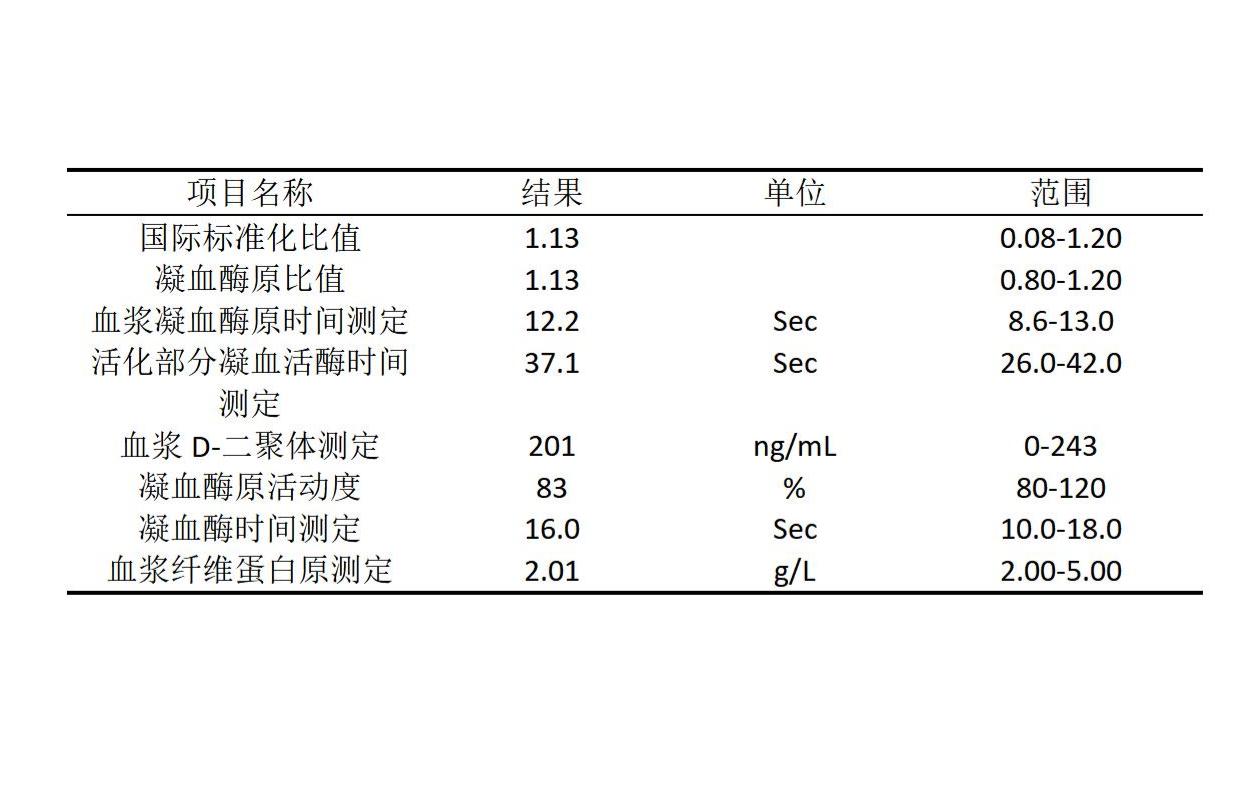 项目名称 结果 单位 范围
国际标准化比值 1.13 0.08-1.20
凝血酶原比值 1.13 0.80-1.20
血浆凝血酶原时间测定 12.2 Sec 8.6-13.0
活化部分凝血活酶时间 37.1 Sec 26.0-42.0
测定
血浆 D-二聚体测定 201 ng/mL 0-243
凝血酶原活动度 83 % 80-120
凝血酶时间测定 16.0 Sec 10.0-18.0
血浆纤维蛋白原测定 2.01 g/L 2.00-5.00